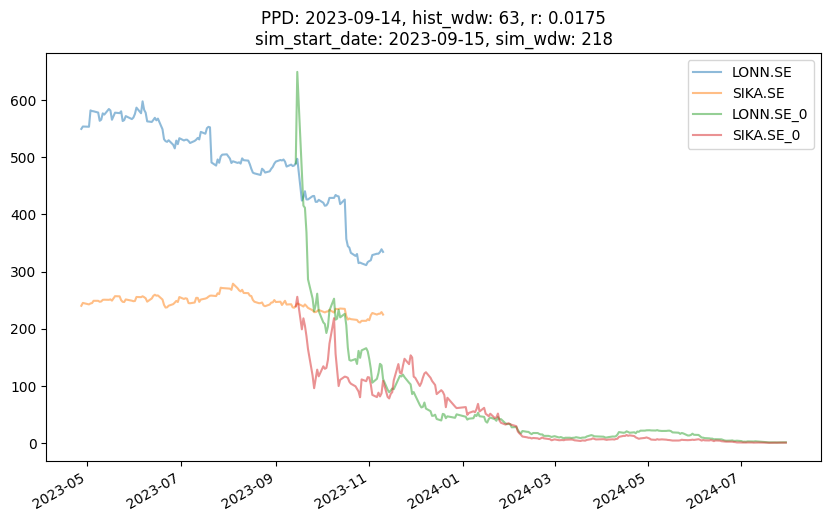 PPD: 2023-09-14, hist_wdw: 63, r: 0.0175
sim_start_date: 2023-09-15, sim_wdw: 218
LONN.SE
SIKA.SE
LONN.SE_0
SIKA.SE_0
600
500
400
300
200
100
0
2023-05
2023-07
2023-09
2023-11
2024-01
2024-03
2024-05
2024-07